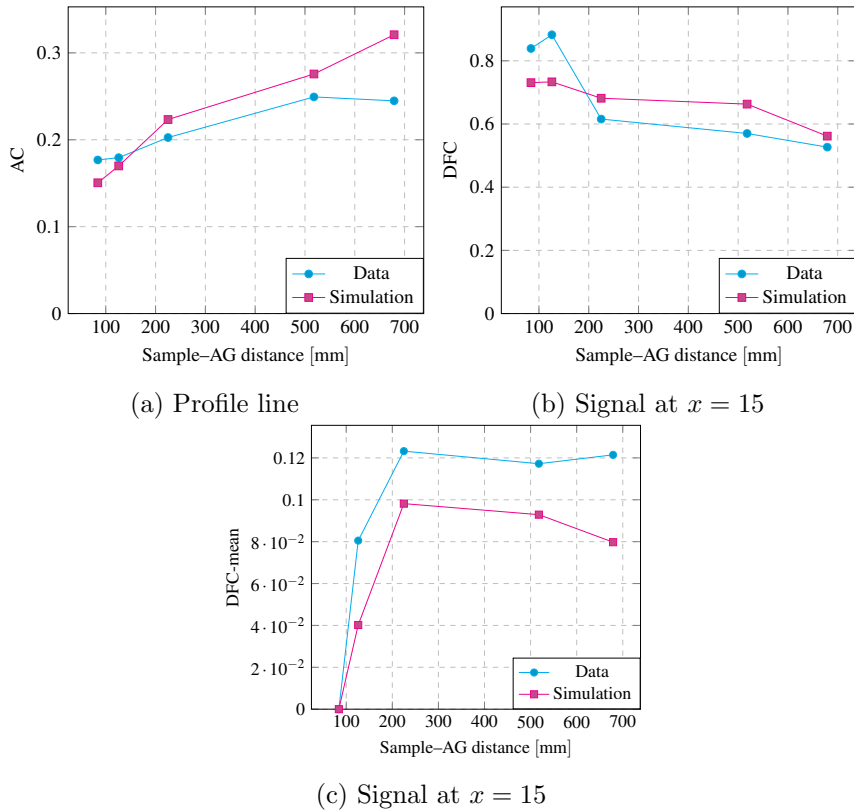 0.3
0.2
0.1
0
AC
100 200 300 400 500 600 700
Sample–AG distance [mm]
Data
Simulation
(a) Profile line
0.8
0.6
0.4
0.2
0
DFC
100 200 300 400 500 600 700
Sample–AG distance [mm]
Data
Simulation
(b) Signal at x = 15
0.12
0.1
8·10⁻²
6·10⁻²
4·10⁻²
2·10⁻²
0
DFC-mean
100 200 300 400 500 600 700
Sample–AG distance [mm]
Data
Simulation
(c) Signal at x = 15